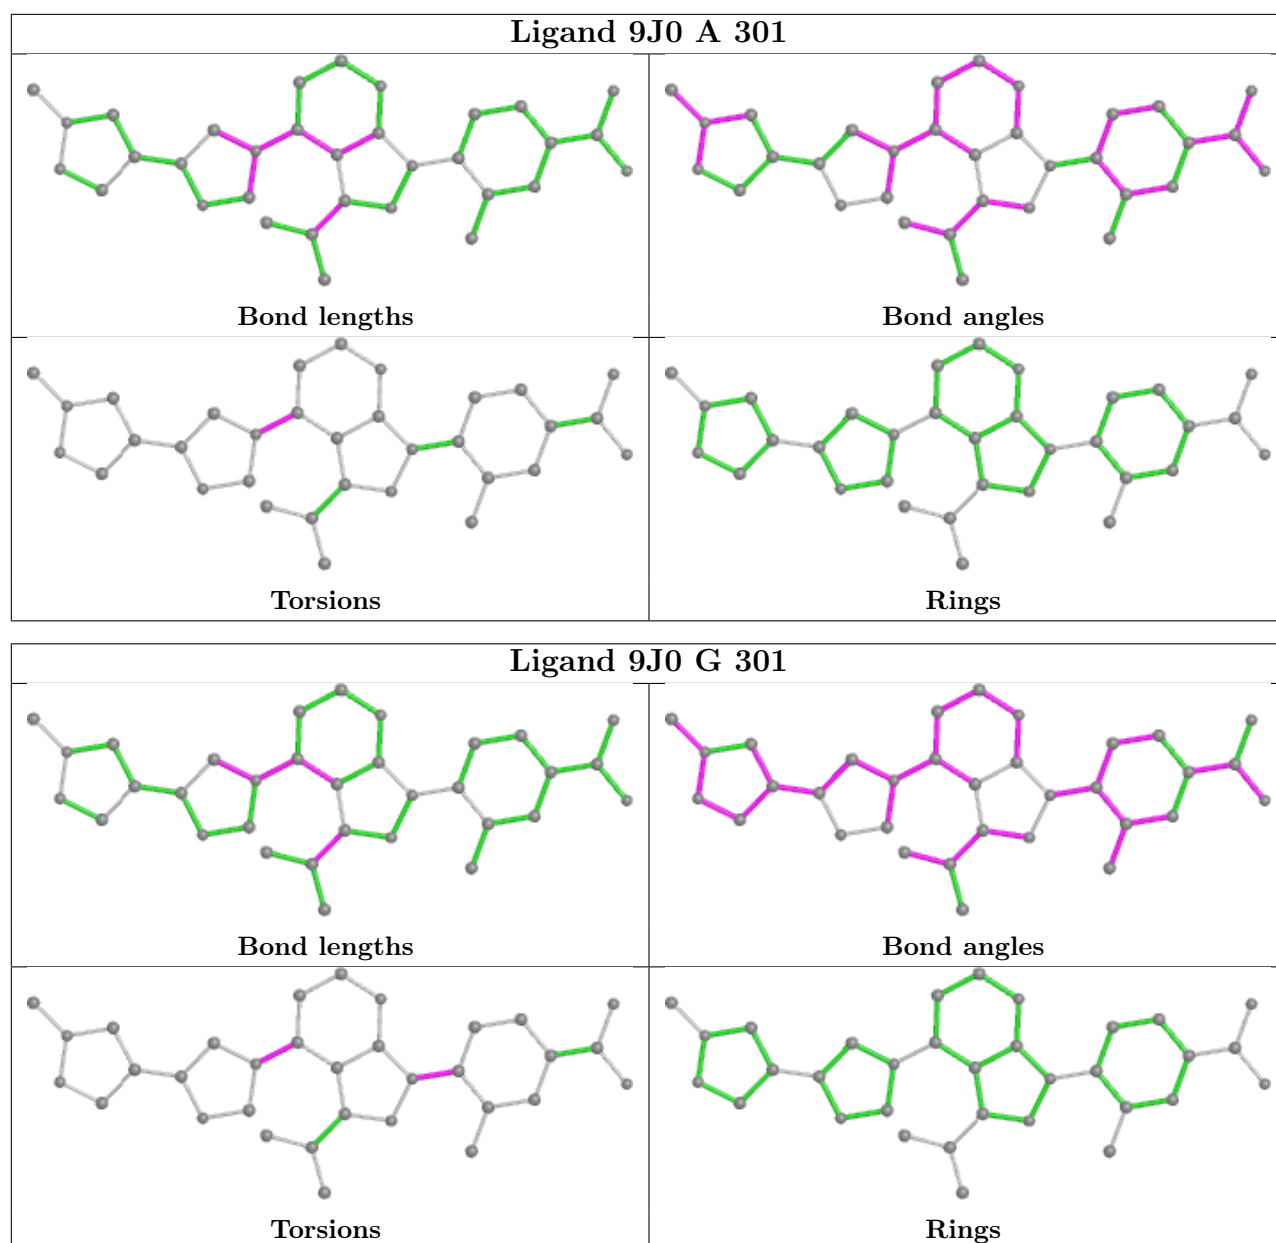 Ligand 9J0 A 301
Bond lengths
Bond angles
Torsions
Rings
Ligand 9J0 G 301
Bond lengths
Bond angles
Torsions
Rings